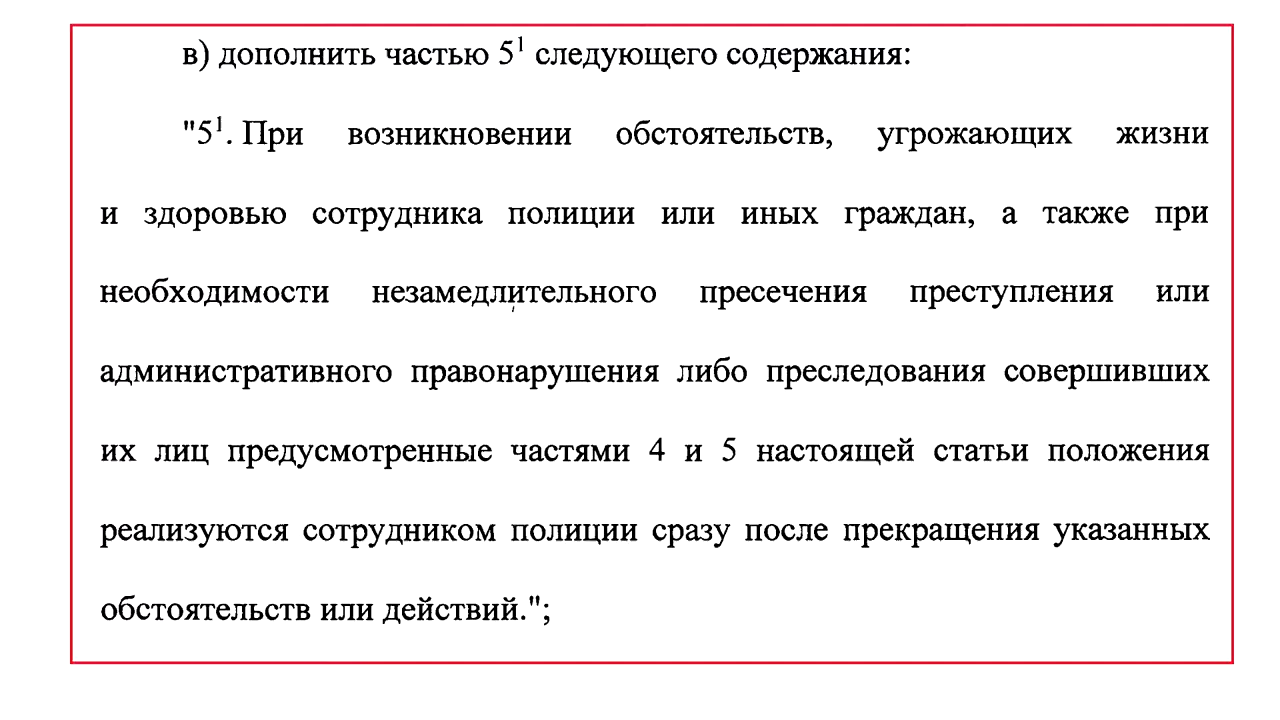 в) дополнить частью 5¹ следующего содержания:
"5¹. При возникновении обстоятельств, угрожающих жизни
и здоровью сотрудника полиции или иных граждан, а также при
необходимости незамедлительного пресечения преступления или
административного правонарушения либо преследования совершивших
их лиц предусмотренные частями 4 и 5 настоящей статьи положения
реализуются сотрудником полиции сразу после прекращения указанных
обстоятельств или действий.";